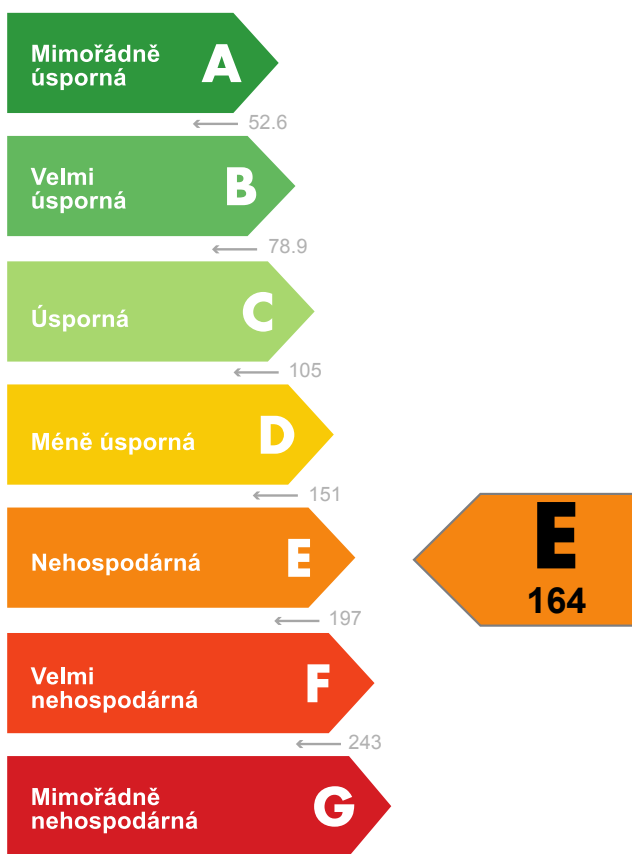 Mimořádně
úsporná
A
← 52.6
Velmi
úsporná
B
← 78.9
Úsporná
C
← 105
Méně úsporná
D
← 151
Nehospodárná
E
E
164
← 197
Velmi
nehospodárná
F
← 243
Mimořádně
nehospodárná
G